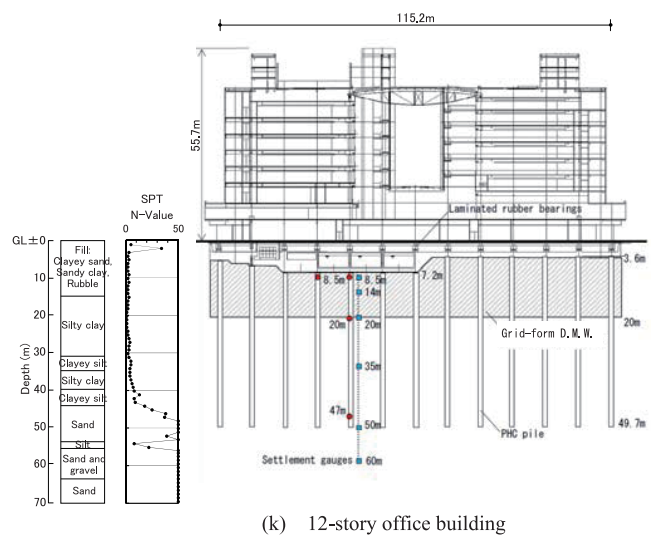 115.2m
55.7m
SPT
N-Value
0 50
GL±0
10
20
30
40
50
60
70
Depth (m)
Fill:
Clayey sand,
Sandy clay,
Rubble
Silty clay
Clayey silt
Silty clay
Clayey silt
Sand
Silt
Sand and
gravel
Sand
Laminated rubber bearings
3.6m
7.2m
8.5m 8.5m
14m
20m 20m
20m
Grid-form D.M.W.
35m
47m
50m
49.7m
PHC pile
Settlement gauges 60m
(k) 12-story office building